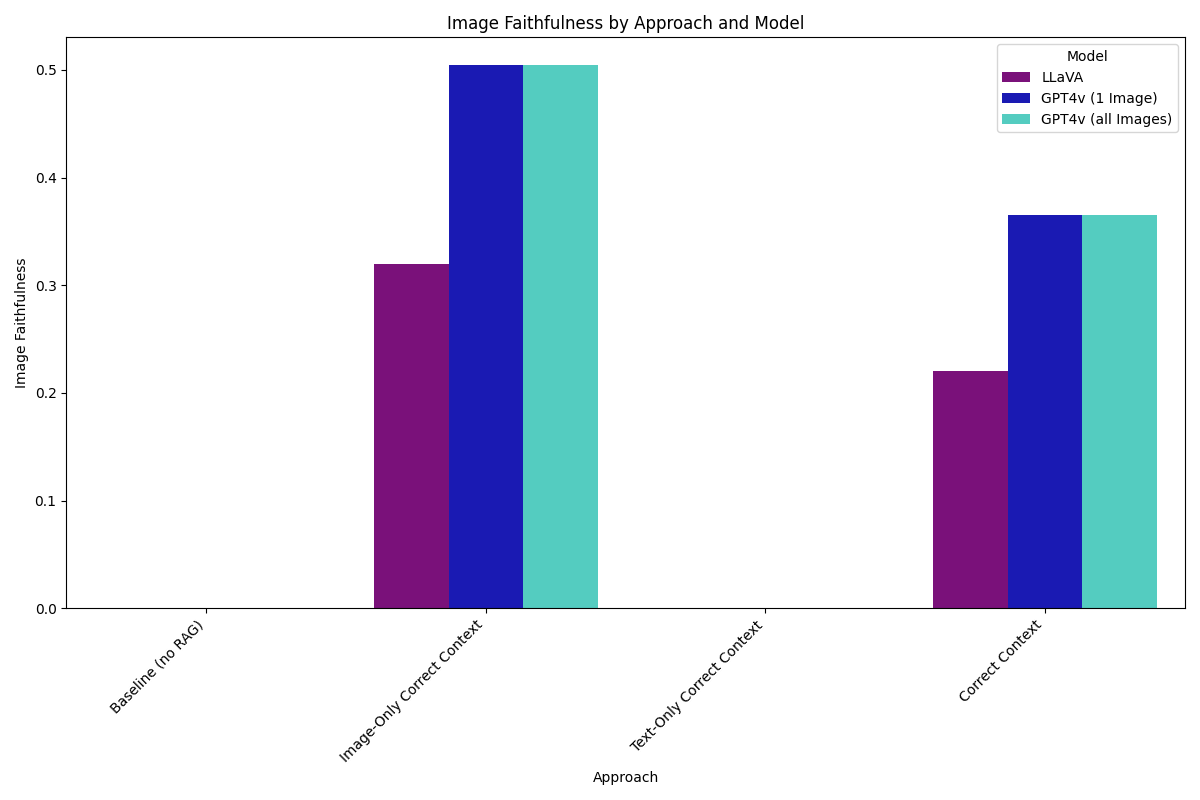 Image Faithfulness by Approach and Model
Model
LLaVA
GPT4v (1 Image)
GPT4v (all Images)
Image Faithfulness
0.5
0.4
0.3
0.2
0.1
0.0
Baseline (no RAG)
Image-Only Correct Context
Text-Only Correct Context
Correct Context
Approach